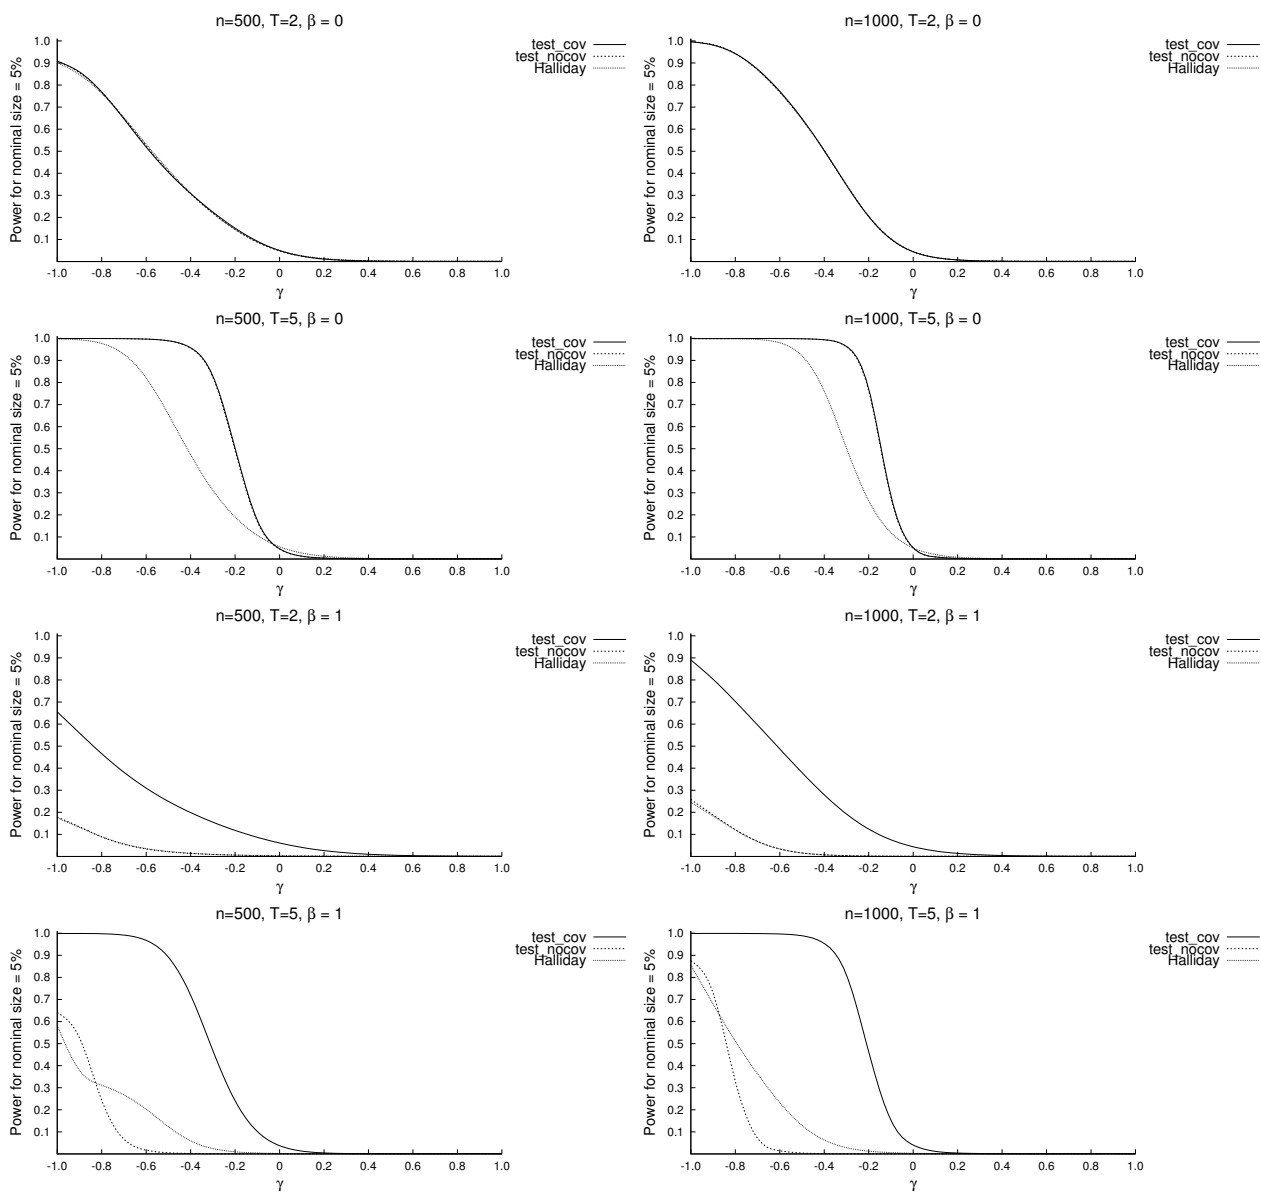 n=500, T=2, β = 0
Power for nominal size = 5%
1.0
0.9
0.8
0.7
0.6
0.5
0.4
0.3
0.2
0.1
-1.0 -0.8 -0.6 -0.4 -0.2 0 0.2 0.4 0.6 0.8 1.0
γ
test_cov
test_nocov
Halliday
n=1000, T=2, β = 0
Power for nominal size = 5%
1.0
0.9
0.8
0.7
0.6
0.5
0.4
0.3
0.2
0.1
-1.0 -0.8 -0.6 -0.4 -0.2 0 0.2 0.4 0.6 0.8 1.0
γ
test_cov
test_nocov
Halliday
n=500, T=5, β = 0
Power for nominal size = 5%
1.0
0.9
0.8
0.7
0.6
0.5
0.4
0.3
0.2
0.1
-1.0 -0.8 -0.6 -0.4 -0.2 0 0.2 0.4 0.6 0.8 1.0
γ
test_cov
test_nocov
Halliday
n=1000, T=5, β = 0
Power for nominal size = 5%
1.0
0.9
0.8
0.7
0.6
0.5
0.4
0.3
0.2
0.1
-1.0 -0.8 -0.6 -0.4 -0.2 0 0.2 0.4 0.6 0.8 1.0
γ
test_cov
test_nocov
Halliday
n=500, T=2, β = 1
Power for nominal size = 5%
1.0
0.9
0.8
0.7
0.6
0.5
0.4
0.3
0.2
0.1
-1.0 -0.8 -0.6 -0.4 -0.2 0 0.2 0.4 0.6 0.8 1.0
γ
test_cov
test_nocov
Halliday
n=1000, T=2, β = 1
Power for nominal size = 5%
1.0
0.9
0.8
0.7
0.6
0.5
0.4
0.3
0.2
0.1
-1.0 -0.8 -0.6 -0.4 -0.2 0 0.2 0.4 0.6 0.8 1.0
γ
test_cov
test_nocov
Halliday
n=500, T=5, β = 1
Power for nominal size = 5%
1.0
0.9
0.8
0.7
0.6
0.5
0.4
0.3
0.2
0.1
-1.0 -0.8 -0.6 -0.4 -0.2 0 0.2 0.4 0.6 0.8 1.0
γ
test_cov
test_nocov
Halliday
n=1000, T=5, β = 1
Power for nominal size = 5%
1.0
0.9
0.8
0.7
0.6
0.5
0.4
0.3
0.2
0.1
-1.0 -0.8 -0.6 -0.4 -0.2 0 0.2 0.4 0.6 0.8 1.0
γ
test_cov
test_nocov
Halliday